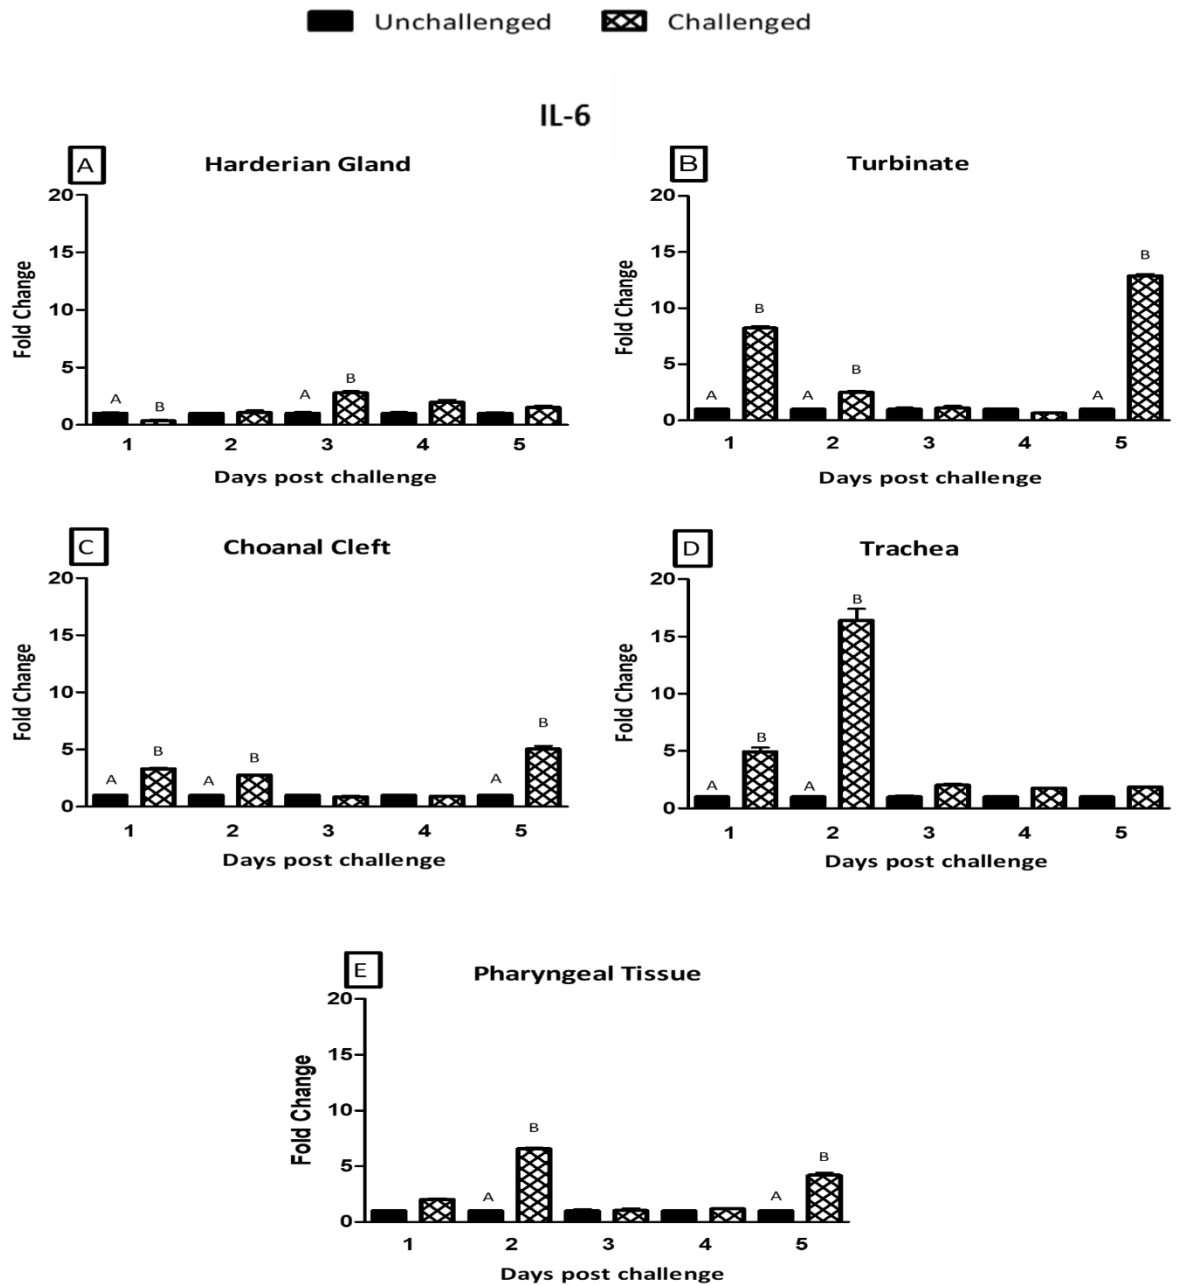 Unchallenged Challenged
IL-6
A Harderian Gland
20
15
10
5
0
Fold Change
A B A B
1 2 3 4 5
Days post challenge
B Turbinate
20
15
10
5
0
Fold Change
A B A B A B
1 2 3 4 5
Days post challenge
C Choanal Cleft
20
15
10
5
0
Fold Change
A B A B A B
1 2 3 4 5
Days post challenge
D Trachea
20
15
10
5
0
Fold Change
A B A B
1 2 3 4 5
Days post challenge
E Pharyngeal Tissue
20
15
10
5
0
Fold Change
A B A B
1 2 3 4 5
Days post challenge